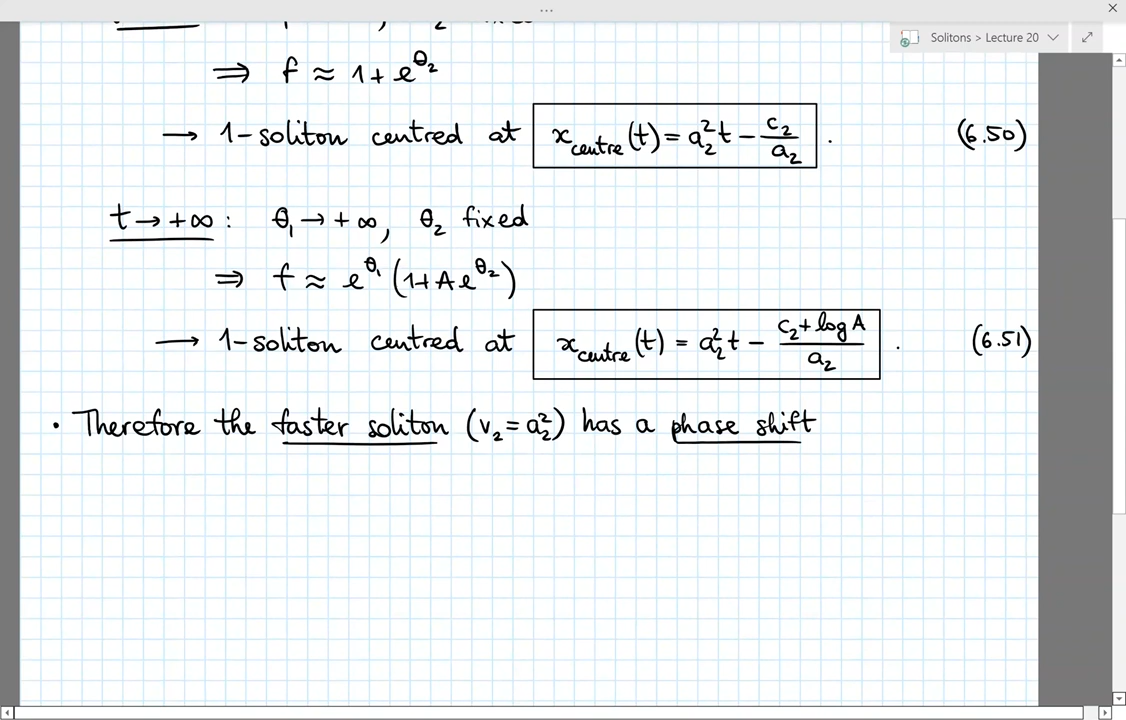 Solitons > Lecture 20
⟹ f ≈ 1 + e^{θ₂}
→ 1-soliton centred at x_centre(t) = a₂²t − c₂/a₂ . (6.50)
t → +∞ : θ₁ → +∞, θ₂ fixed
⟹ f ≈ e^{θ₁} (1 + A e^{θ₂})
→ 1-soliton centred at x_centre(t) = a₂²t − (c₂ + log A)/a₂ . (6.51)
• Therefore the faster soliton (v₂ = a₂²) has a phase shift